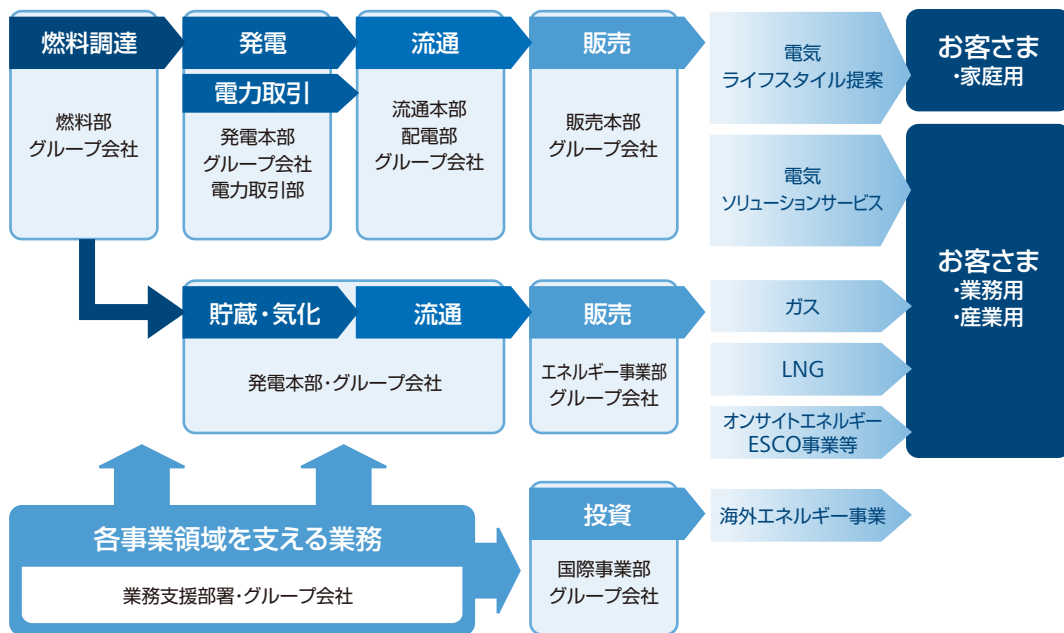 燃料調達
燃料部
グループ会社
発電
電力取引
発電本部
グループ会社
電力取引部
流通
流通本部
配電部
グループ会社
販売
販売本部
グループ会社
電気
ライフスタイル提案
お客さま
・家庭用
電気
ソリューションサービス
貯蔵・気化
流通
発電本部・グループ会社
販売
エネルギー事業部
グループ会社
ガス
LNG
オンサイトエネルギー
ESCO事業等
お客さま
・業務用
・産業用
各事業領域を支える業務
業務支援部署・グループ会社
投資
国際事業部
グループ会社
海外エネルギー事業